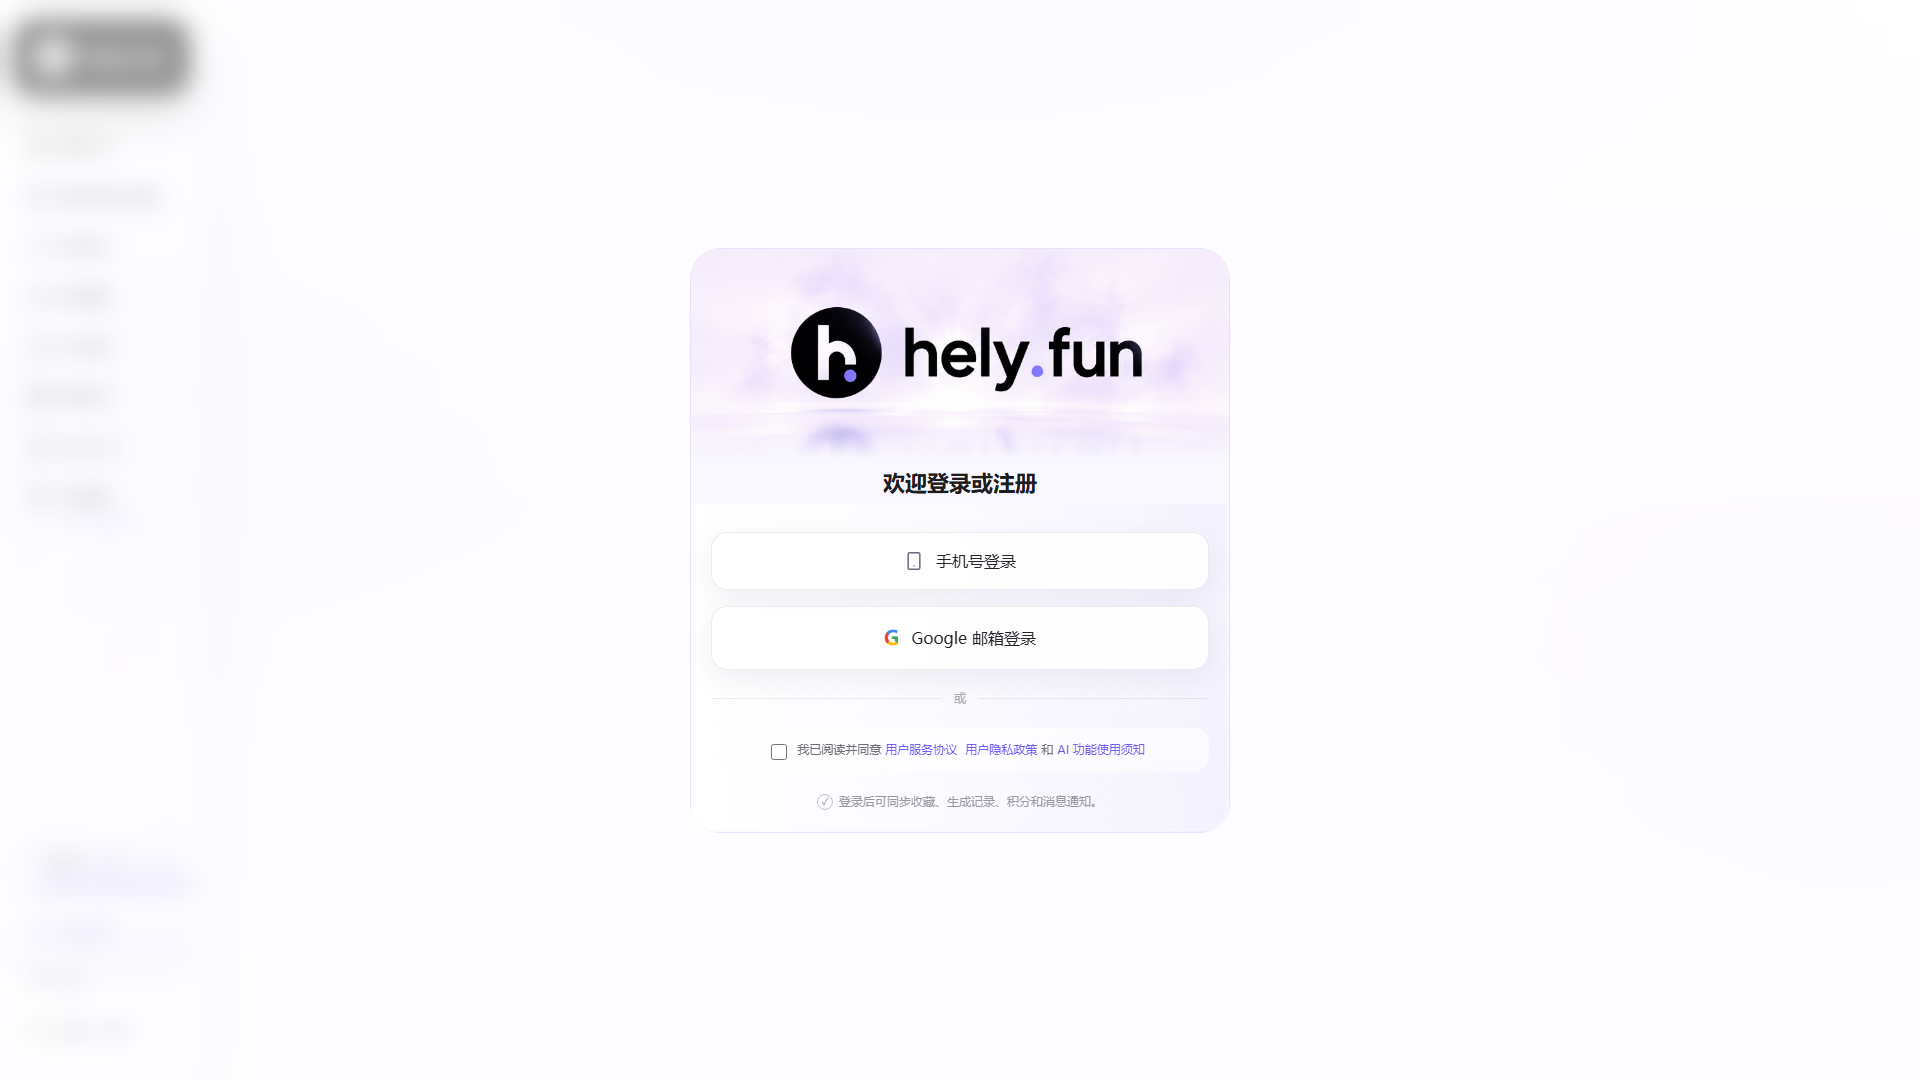 h.
hely.fun
欢迎登录或注册
手机号登录
Google 邮箱登录
或
我已阅读并同意 用户服务协议 用户隐私政策 和 AI 功能使用须知
登录后可同步收藏、生成记录、积分和消息通知。